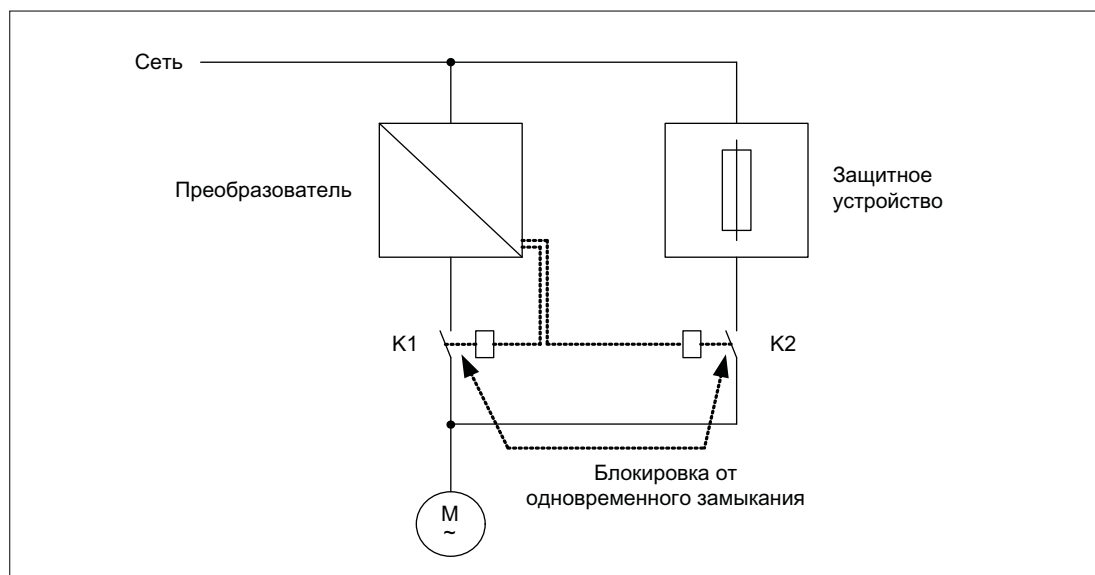 Сеть
Преобразователь
Защитное
устройство
K1
K2
Блокировка от
одновременного замыкания
M
~